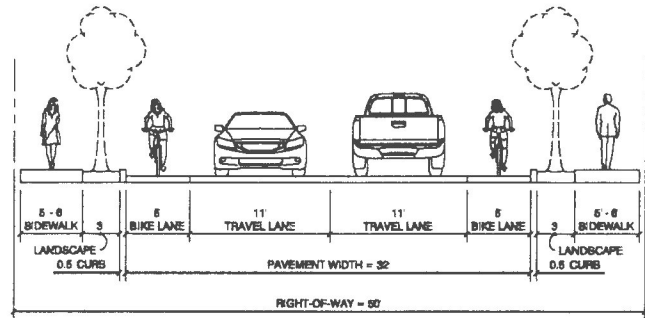 5' - 6'
SIDEWALK
3'
5'
BIKE LANE
11'
TRAVEL LANE
11'
TRAVEL LANE
5'
BIKE LANE
3'
5'-6'
SIDEWALK
LANDSCAPE
0.5 CURB
PAVEMENT WIDTH = 32'
LANDSCAPE
0.5 CURB
RIGHT-OF-WAY = 50'